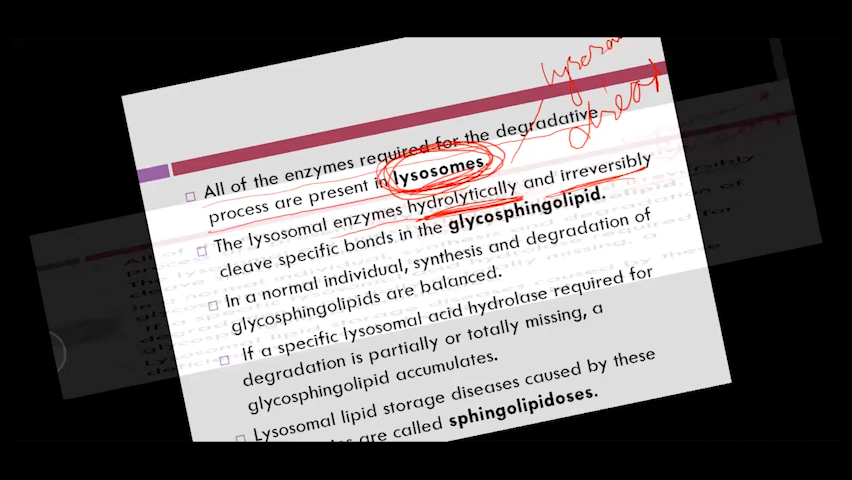 lysosom
diseas
□ All of the enzymes required for the degradative
process are present in lysosomes.
□ The lysosomal enzymes hydrolytically and irreversibly
cleave specific bonds in the glycosphingolipid.
□ In a normal individual, synthesis and degradation of
glycosphingolipids are balanced.
□ If a specific lysosomal acid hydrolase required for
degradation is partially or totally missing, a
glycosphingolipid accumulates.
□ Lysosomal lipid storage diseases caused by these
are called sphingolipidoses.